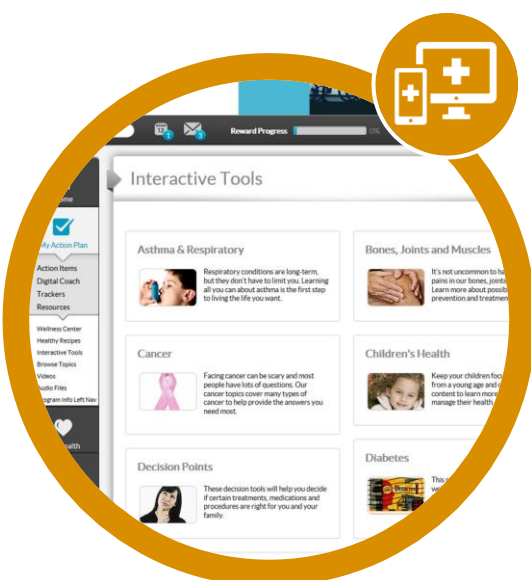 12
1
3
Reward Progress
0%
Interactive Tools
My Action Plan
Action Items
Digital Coach
Trackers
Resources
Wellness Center
Healthy Recipes
Interactive Tools
Browse Topics
Videos
Audio Files
Program Info Left Nav
Asthma & Respiratory
Respiratory conditions are long-term,
but they don't have to limit you. Learning
all you can about asthma is the first step
to living the life you want.
Bones, Joints and Muscles
It's not uncommon to
pains in our bones, joints
Learn more about
prevention and
Cancer
Facing cancer can be scary and most
people have lots of questions. Our
cancer topics cover many types of
cancer to help provide the answers you
need most.
Children's Health
Keep your children
from a young age and
content to learn more
manage their health.
Decision Points
These decision tools will help you decide
if certain treatments, medications and
procedures are right for you and your
family.
Diabetes
This